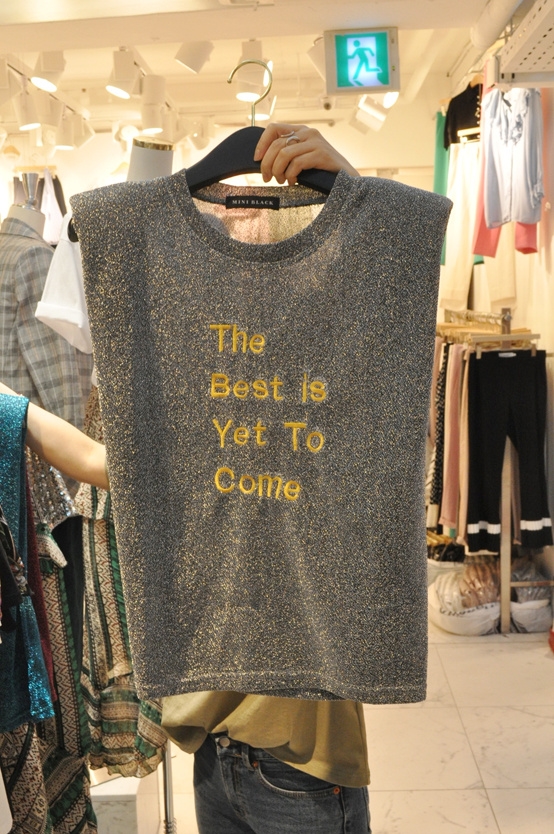 MINI BLACK
The
Best is
Yet To
Come